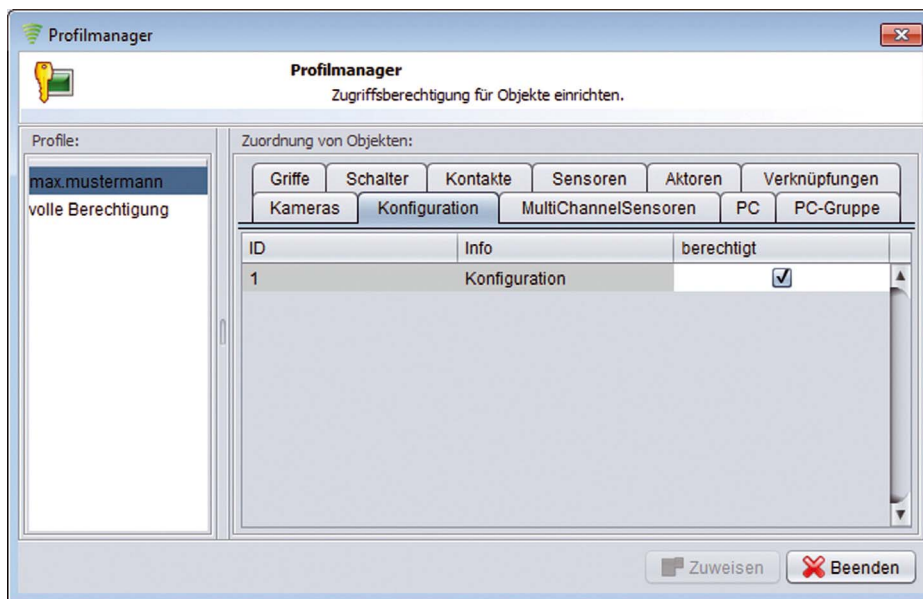 Profilmanager
Profilmanager
Zugriffsberechtigung für Objekte einrichten.
Profile:
max.mustermann
volle Berechtigung
Zuordnung von Objekten:
Griffe Schalter Kontakte Sensoren Aktoren Verknüpfungen
Kameras Konfiguration MultiChannelSensoren PC PC-Gruppe
ID Info berechtigt
1 Konfiguration
Zuweisen Beenden